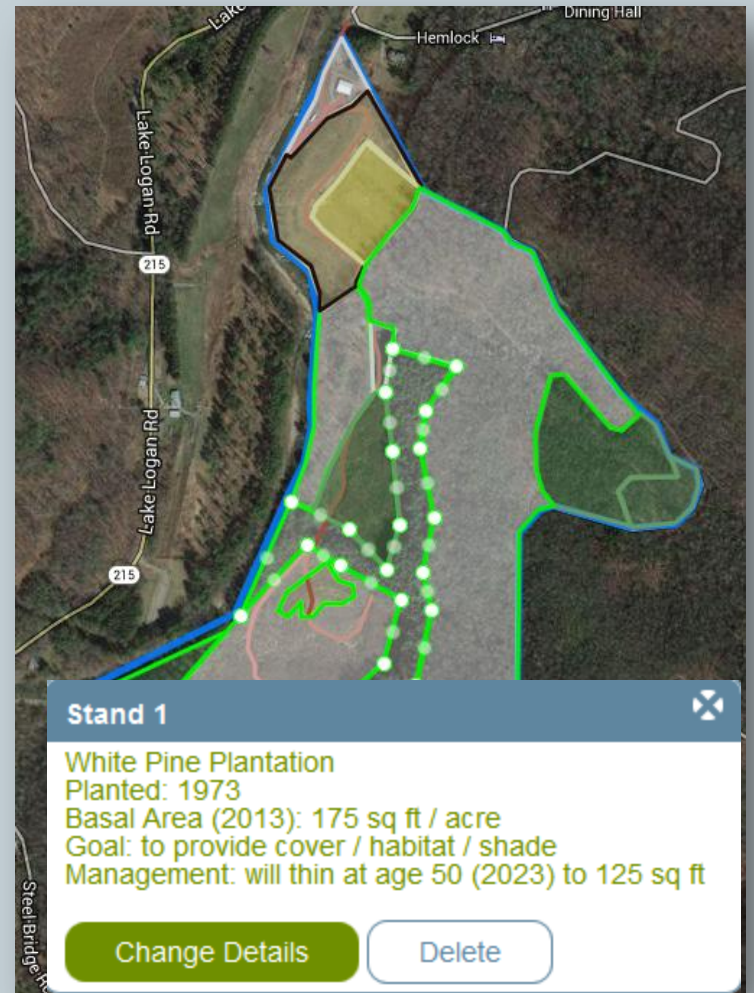 Lake
Dining Hall
Hemlock
Lake Logan Rd
215
Lake Logan Rd
215
Stand 1
White Pine Plantation
Planted: 1973
Basal Area (2013): 175 sq ft / acre
Goal: to provide cover / habitat / shade
Management: will thin at age 50 (2023) to 125 sq ft
Steel Bridge
Change Details
Delete